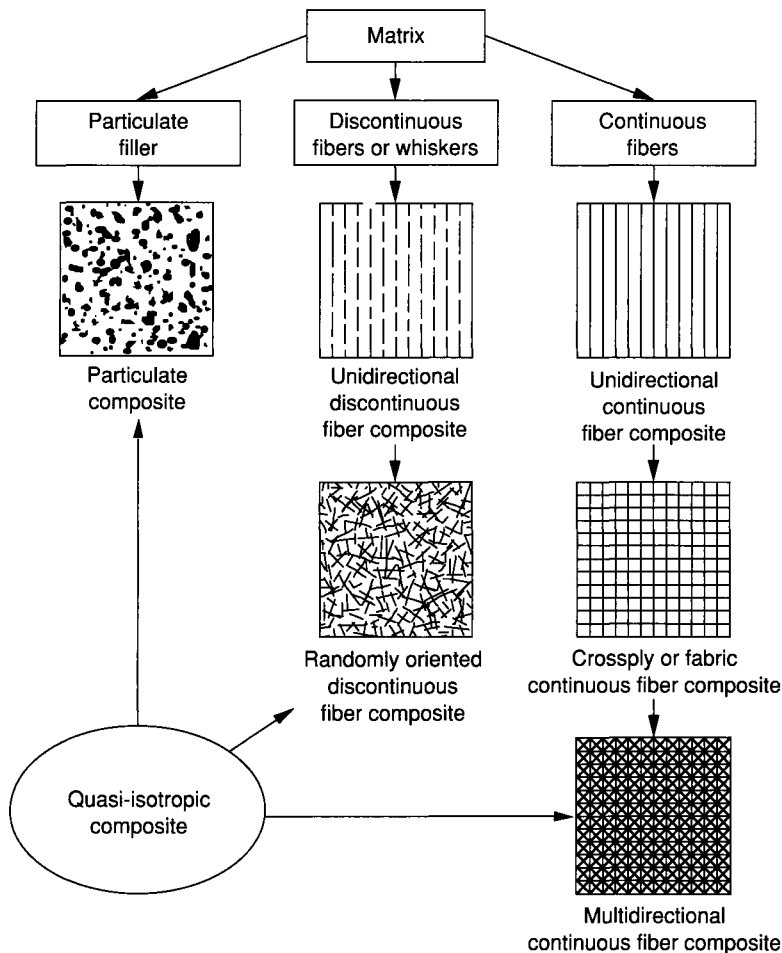 Matrix
Particulate
filler
Discontinuous
fibers or whiskers
Continuous
fibers
Particulate
composite
Unidirectional
discontinuous
fiber composite
Unidirectional
continuous
fiber composite
Randomly oriented
discontinuous
fiber composite
Crossply or fabric
continuous fiber composite
Quasi-isotropic
composite
Multidirectional
continuous fiber composite